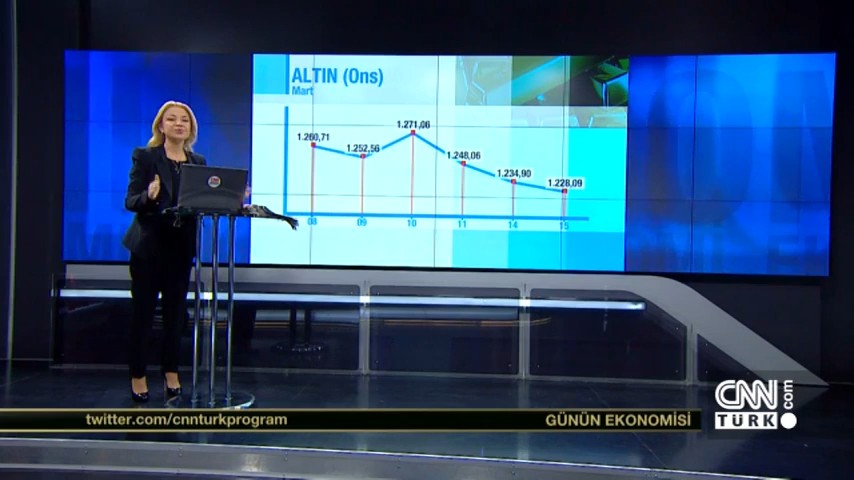 ALTIN (Ons)
Mart
1.260,71
1.252,56
1.271,06
1.248,06
1.234,90
1.228,09
08 09 10 11 14 15
twitter.com/cnnturkprogram
GÜNÜN EKONOMİSİ
CNN
TÜRK
.com